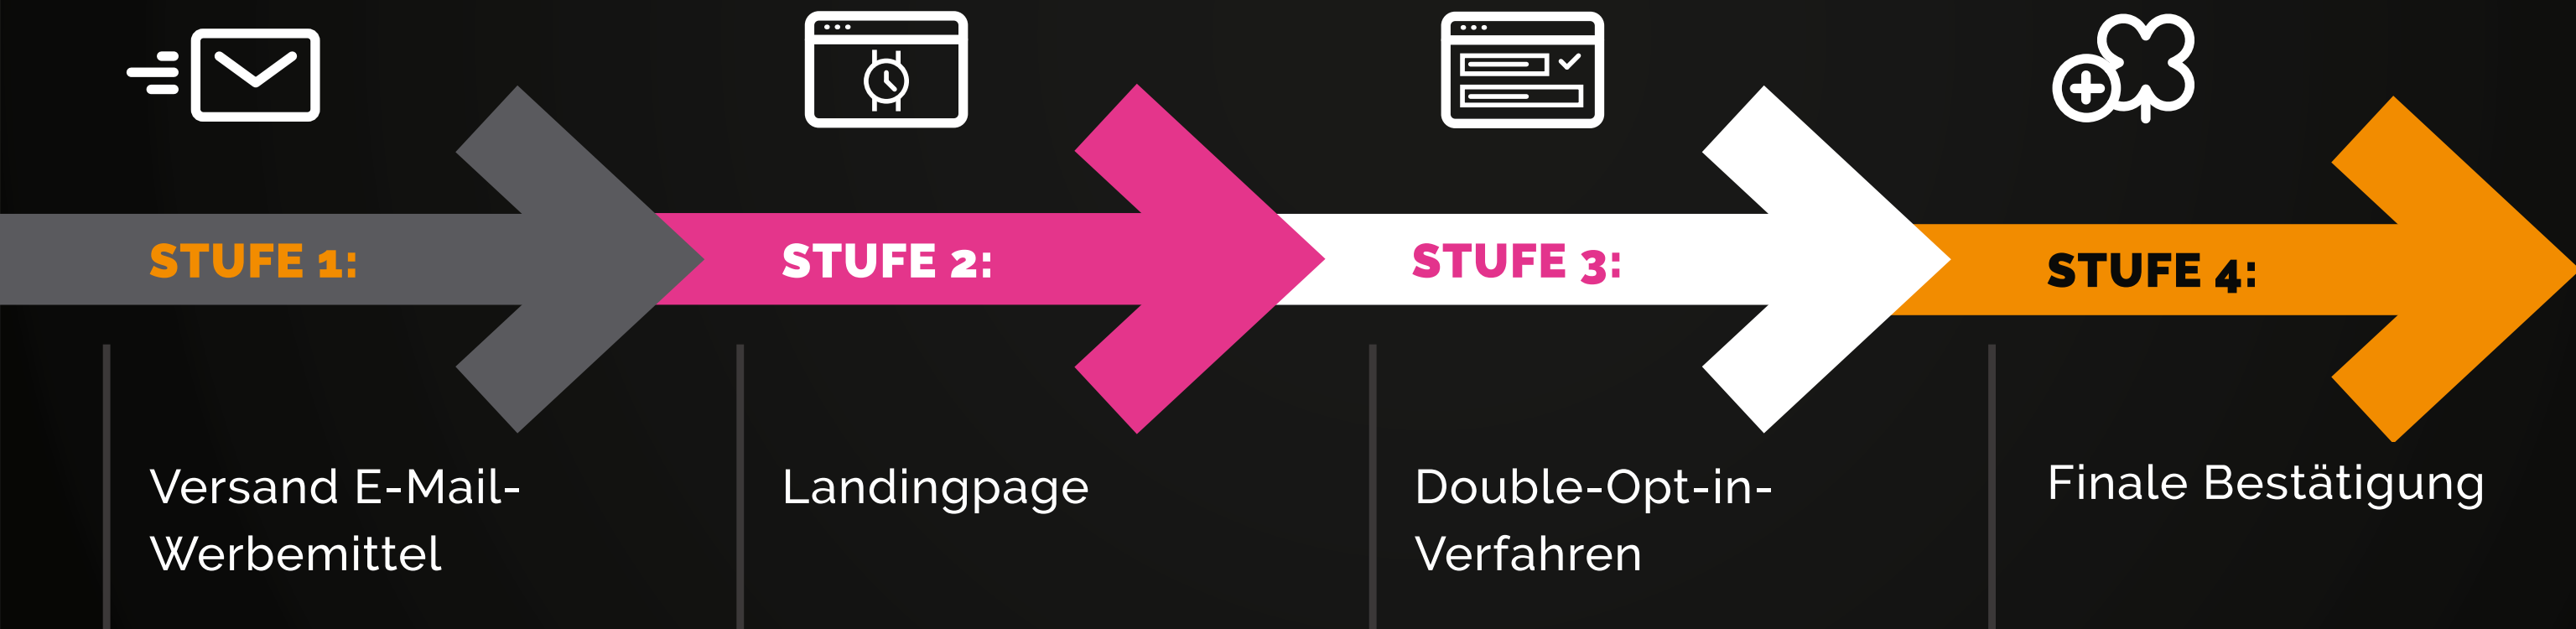 STUFE 1:
STUFE 2:
STUFE 3:
STUFE 4:
Versand E-Mail-
Werbemittel
Landingpage
Double-Opt-in-
Verfahren
Finale Bestätigung